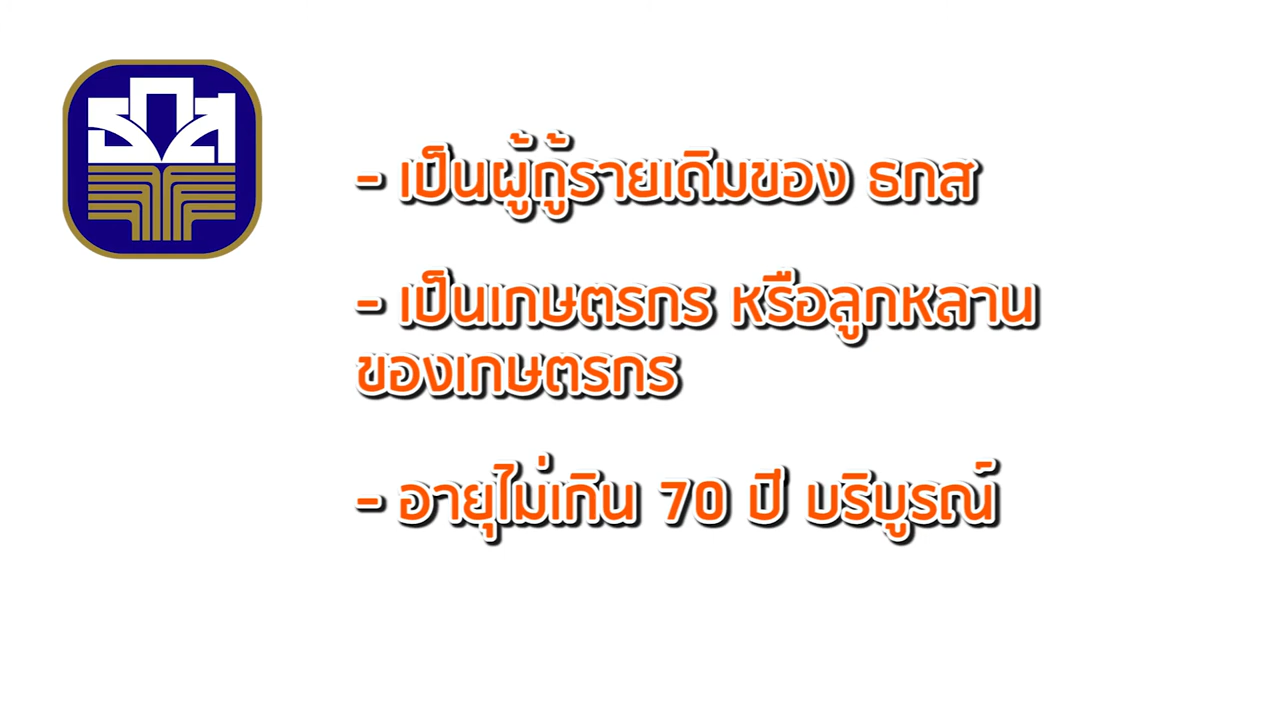 ธกส
- เป็นผู้กู้รายเดิมของ ธกส
- เป็นเกษตรกร หรือลูกหลาน
ของเกษตรกร
- อายุไม่เกิน 70 ปี บริบูรณ์